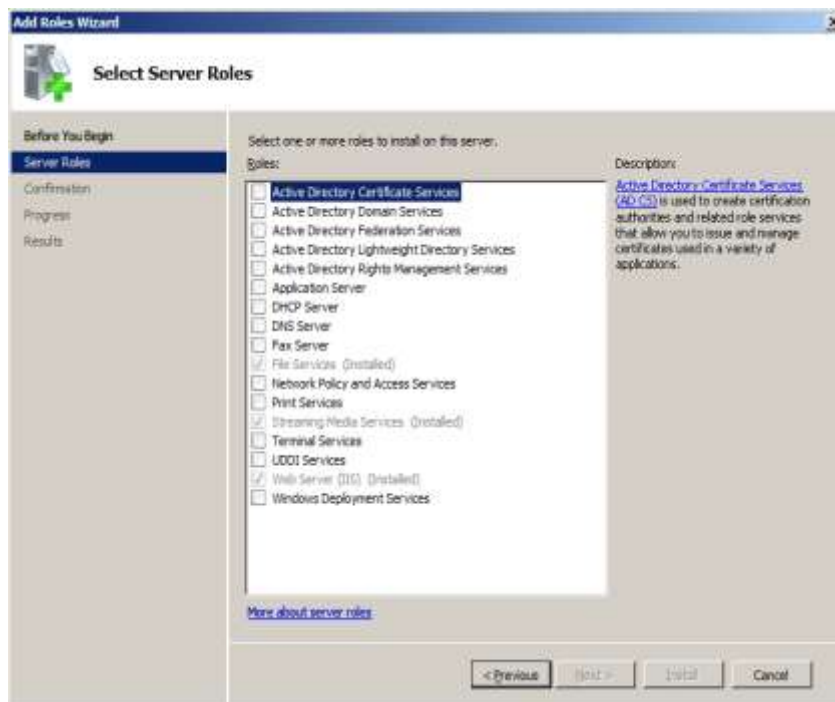 Add Roles Wizard
Select Server Roles
Before You Begin
Server Roles
Confirmation
Progress
Results
Select one or more roles to install on this server.
Roles:
Active Directory Certificate Services
Active Directory Domain Services
Active Directory Federation Services
Active Directory Lightweight Directory Services
Active Directory Rights Management Services
Application Server
DHCP Server
DNS Server
Fax Server
File Services (Installed)
Network Policy and Access Services
Print Services
Streaming Media Services (Installed)
Terminal Services
UDDI Services
Web Server (IIS) (Installed)
Windows Deployment Services
Description:
Active Directory Certificate Services
(AD CS) is used to create certification
authorities and related role services
that allow you to issue and manage
certificates used in a variety of
applications.
More about server roles
< Previous
Next >
Install
Cancel